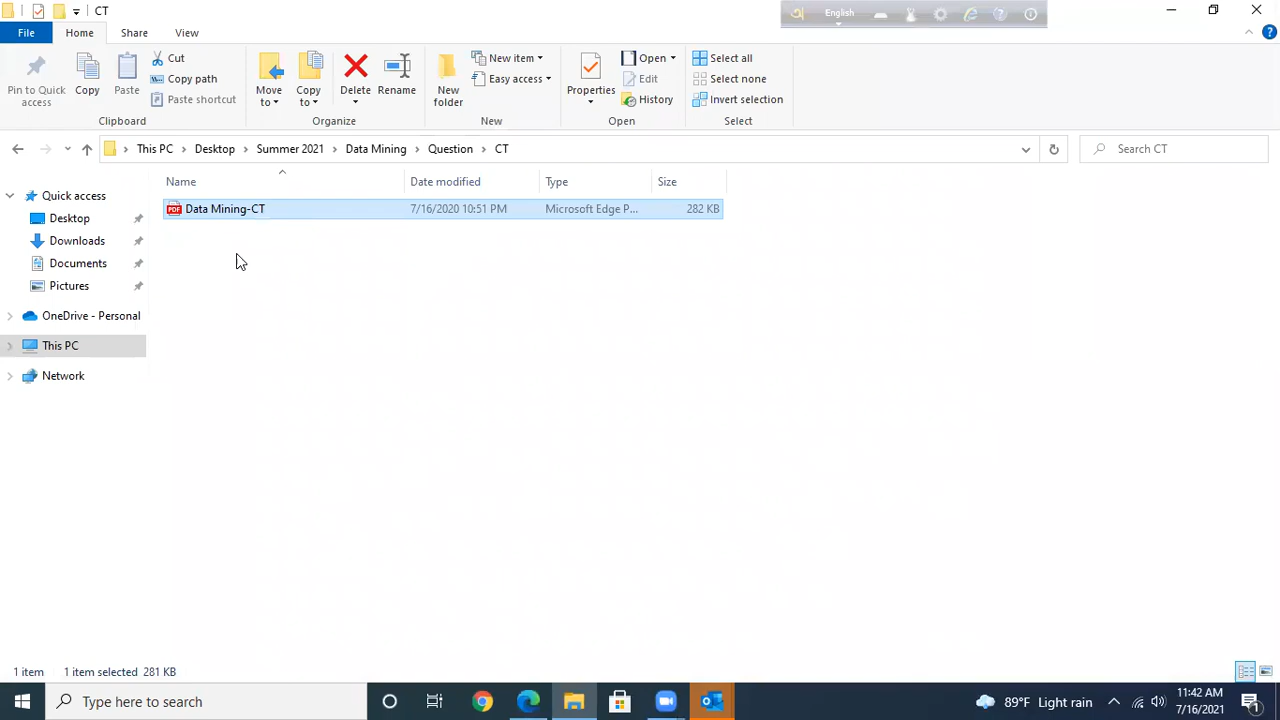 CT
অ English
File Home Share View
Pin to Quick access
Copy
Paste
Cut
Copy path
Paste shortcut
Clipboard
Move to
Copy to
Delete
Rename
Organize
New folder
New item
Easy access
New
Properties
Open
Edit
History
Open
Select all
Select none
Invert selection
Select
This PC > Desktop > Summer 2021 > Data Mining > Question > CT
Search CT
Name Date modified Type Size
PDF Data Mining-CT 7/16/2020 10:51 PM Microsoft Edge P... 282 KB
Quick access
Desktop
Downloads
Documents
Pictures
OneDrive - Personal
This PC
Network
1 item 1 item selected 281 KB
Type here to search
89°F Light rain
11:42 AM
7/16/2021
1